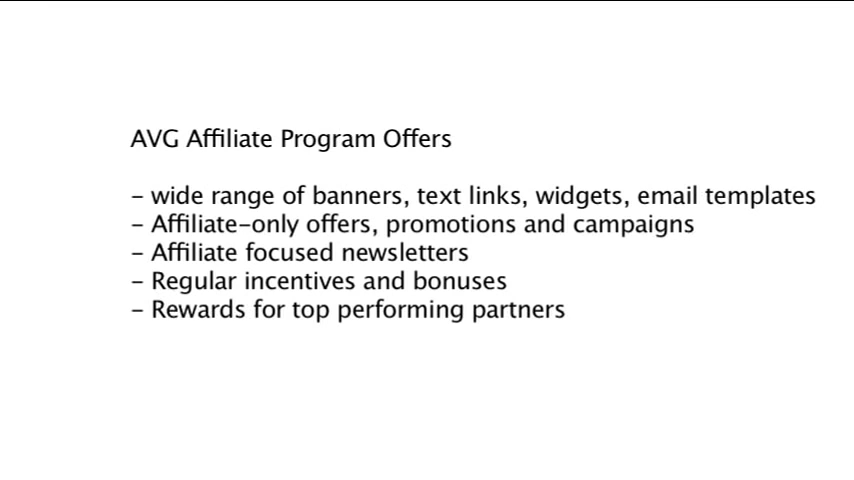 AVG Affiliate Program Offers
- wide range of banners, text links, widgets, email templates
- Affiliate-only offers, promotions and campaigns
- Affiliate focused newsletters
- Regular incentives and bonuses
- Rewards for top performing partners